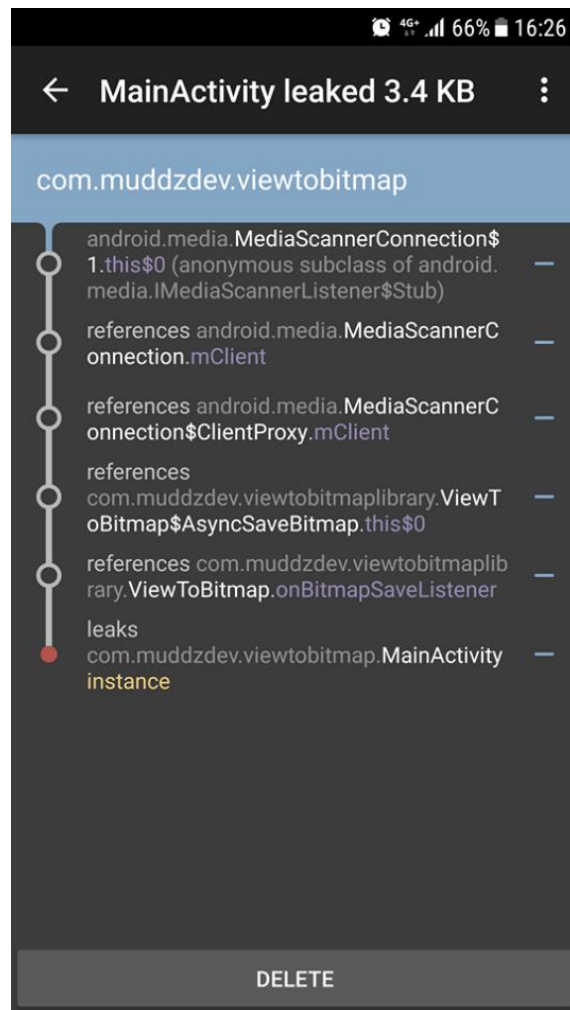 4G+ 66% 16:26
MainActivity leaked 3.4 KB
com.muddzdev.viewtobitmap
android.media.MediaScannerConnection$
1.this$0 (anonymous subclass of android.
media.IMediaScannerListener$Stub)
references android.media.MediaScannerC
onnection.mClient
references android.media.MediaScannerC
onnection$ClientProxy.mClient
references
com.muddzdev.viewtobitmaplibrary.ViewT
oBitmap$AsyncSaveBitmap.this$0
references com.muddzdev.viewtobitmaplib
rary.ViewToBitmap.onBitmapSaveListener
leaks
com.muddzdev.viewtobitmap.MainActivity
instance
DELETE